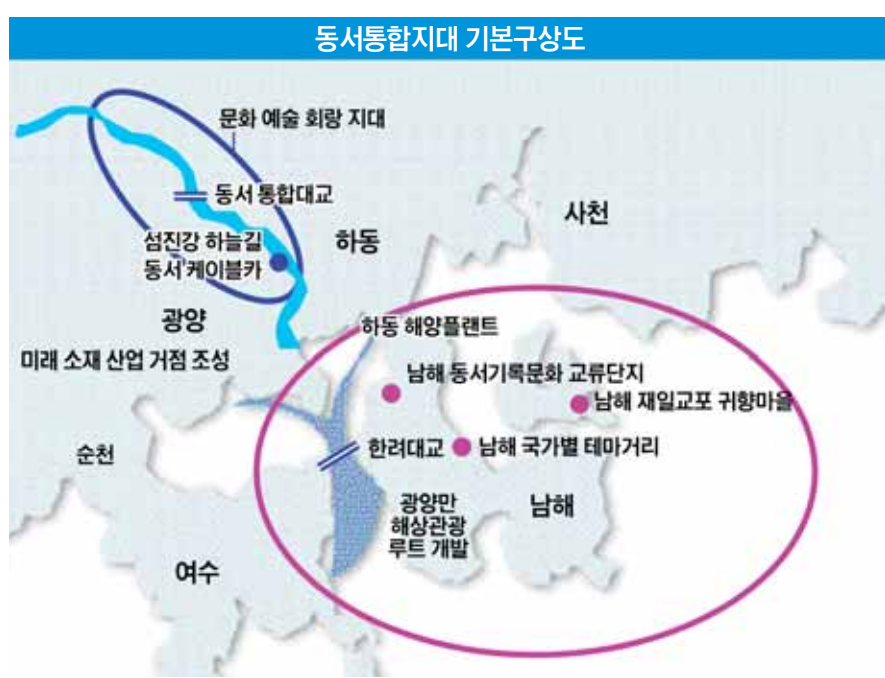 동서통합지대 기본구상도
문화 예술 회랑 지대
동서 통합대교
사천
섬진강 하늘길
동서 케이블카
하동
광양
미래 소재 산업 거점 조성
하동 해양플랜트
남해 동서기록문화 교류단지
남해 재일교포 귀향마을
순천
한려대교
남해 국가별 테마거리
광양만
해상관광
루트 개발
남해
여수